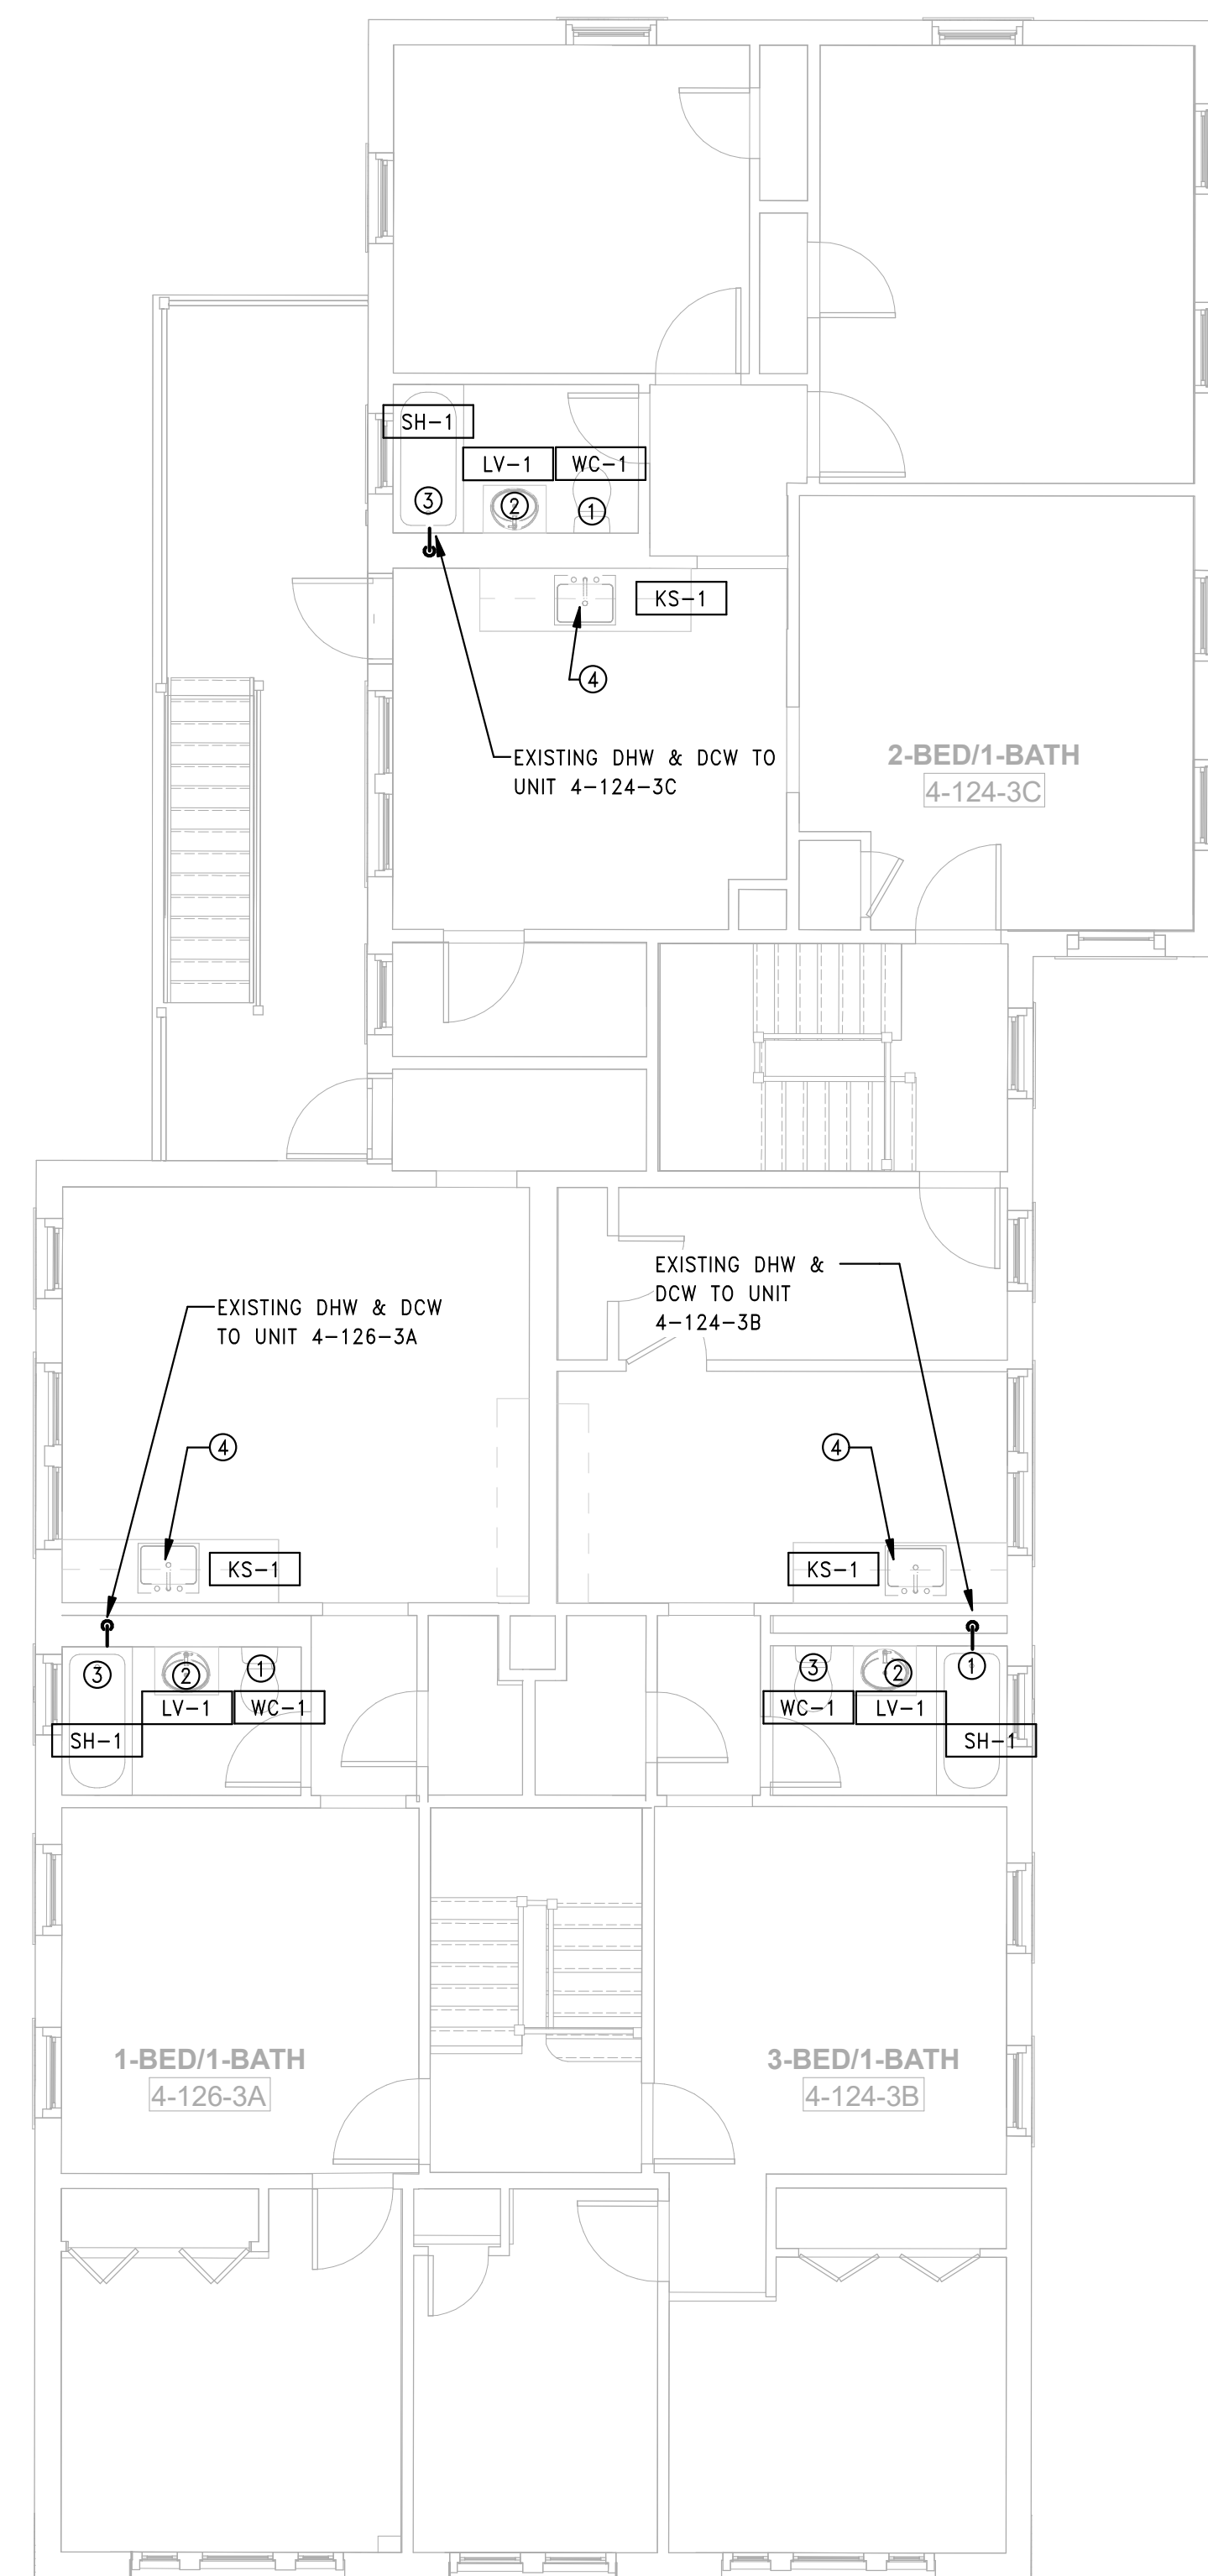 SH-1
LV-1
WC-1
3
2
1
KS-1
4
EXISTING DHW & DCW TO
UNIT 4-124-3C
2-BED/1-BATH
4-124-3C
EXISTING DHW &
DCW TO UNIT
4-124-3B
EXISTING DHW & DCW
TO UNIT 4-126-3A
4
4
KS-1
KS-1
3
2
1
3
2
1
LV-1
WC-1
WC-1
LV-1
SH-1
SH-1
1-BED/1-BATH
4-126-3A
3-BED/1-BATH
4-124-3B